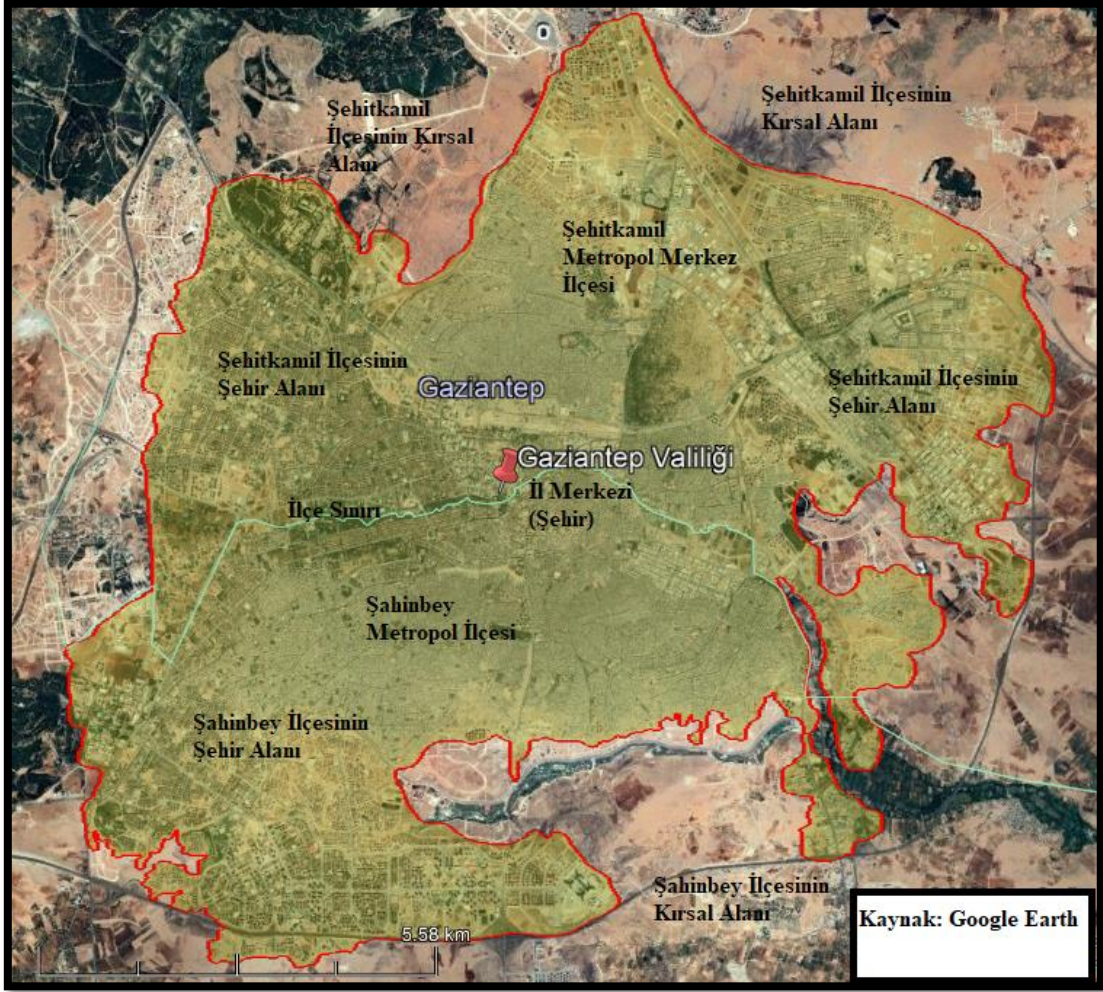 Şehitkamil
İlçesinin Kırsal
Alanı
Şehitkamil İlçesinin
Kırsal Alanı
Şehitkamil
Metropol Merkez
İlçesi
Şehitkamil İlçesinin
Şehir Alanı
Gaziantep
Şehitkamil İlçesinin
Şehir Alanı
Gaziantep Valiliği
İl Merkezi
(Şehir)
İlçe Sınırı
Şahinbey
Metropol İlçesi
Şahinbey İlçesinin
Şehir Alanı
Şahinbey İlçesinin
Kırsal Alanı
5.58 km
Kaynak: Google Earth